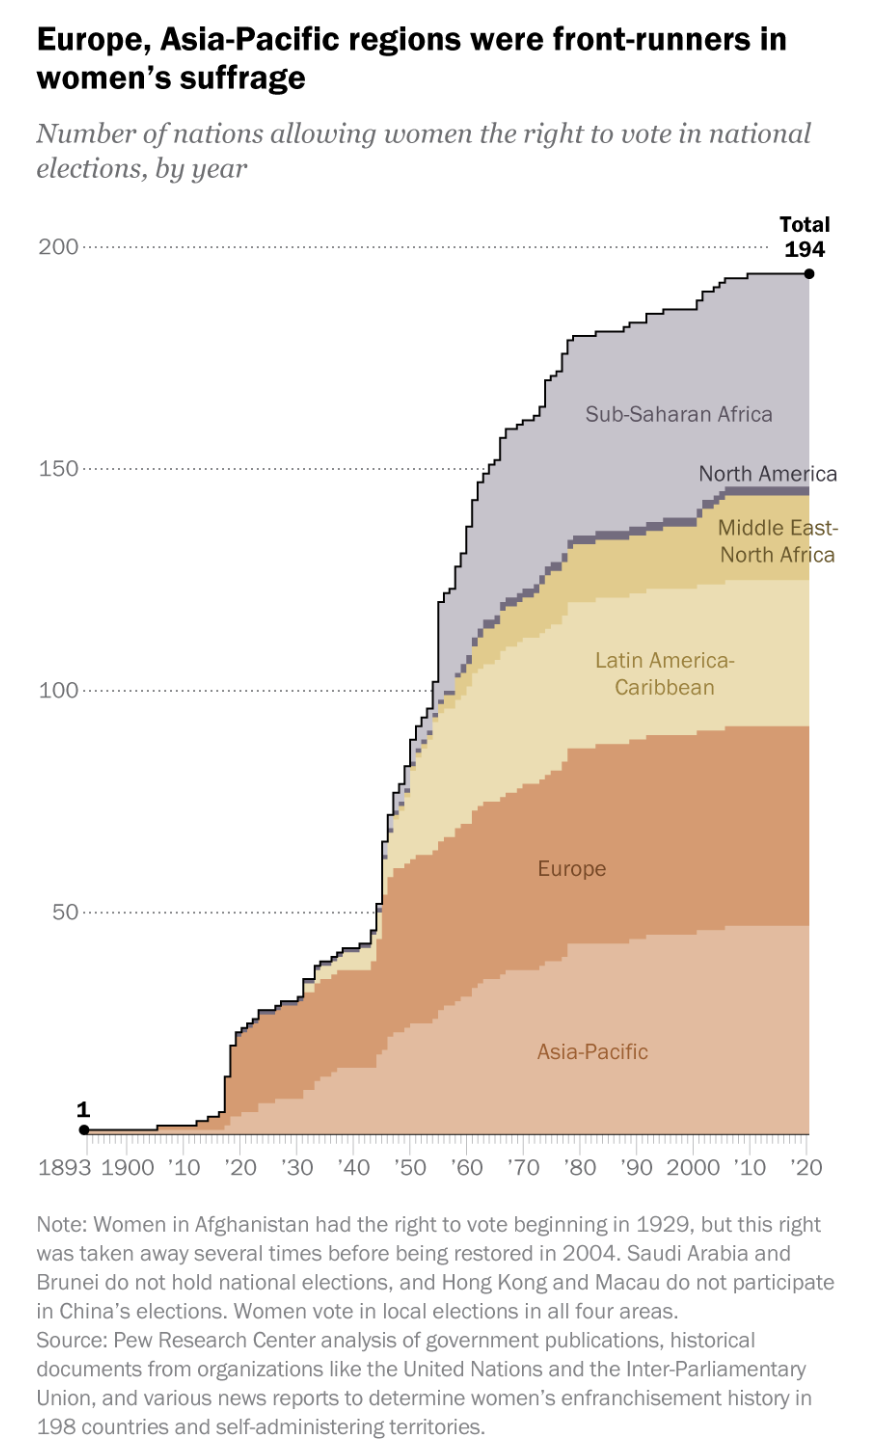 Europe, Asia-Pacific regions were front-runners in
women's suffrage
Number of nations allowing women the right to vote in national
elections, by year
Total
194
200
150
100
50
Sub-Saharan Africa
North America
Middle East-
North Africa
Latin America-
Caribbean
Europe
Asia-Pacific
1
1893 1900 '10 '20 '30 '40 '50 '60 '70 '80 '90 2000 '10 '20
Note: Women in Afghanistan had the right to vote beginning in 1929, but this right
was taken away several times before being restored in 2004. Saudi Arabia and
Brunei do not hold national elections, and Hong Kong and Macau do not participate
in China's elections. Women vote in local elections in all four areas.
Source: Pew Research Center analysis of government publications, historical
documents from organizations like the United Nations and the Inter-Parliamentary
Union, and various news reports to determine women's enfranchisement history in
198 countries and self-administering territories.